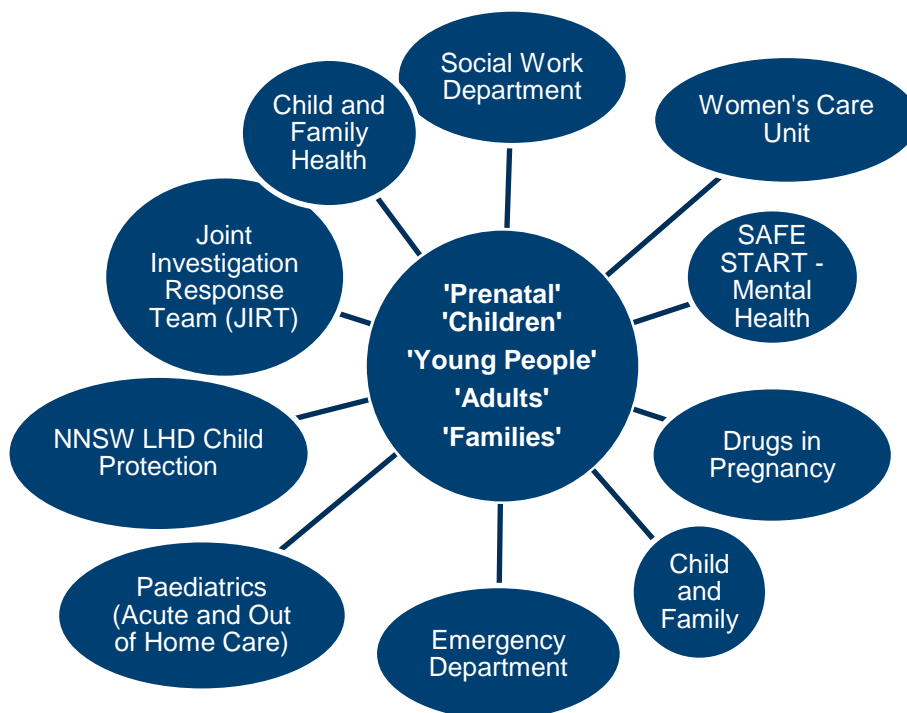 Social Work
Department
Women's Care
Unit
SAFE
START -
Mental
Health
Drugs in
Pregnancy
Child
and
Family
Emergency
Department
Paediatrics
(Acute and Out
of Home Care)
NNSW LHD Child
Protection
Joint
Investigation
Response
Team (JIRT)
Child and
Family
Health
'Prenatal'
'Children'
'Young People'
'Adults'
'Families'